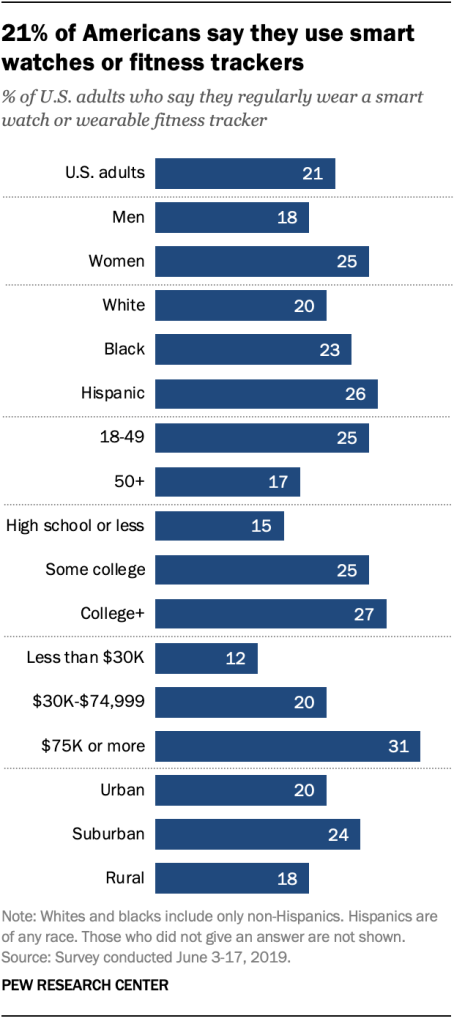 21% of Americans say they use smart
watches or fitness trackers
% of U.S. adults who say they regularly wear a smart
watch or wearable fitness tracker
U.S. adults 21
Men 18
Women 25
White 20
Black 23
Hispanic 26
18-49 25
50+ 17
High school or less 15
Some college 25
College+ 27
Less than $30K 12
$30K-$74,999 20
$75K or more 31
Urban 20
Suburban 24
Rural 18
Note: Whites and blacks include only non-Hispanics. Hispanics are
of any race. Those who did not give an answer are not shown.
Source: Survey conducted June 3-17, 2019.
PEW RESEARCH CENTER